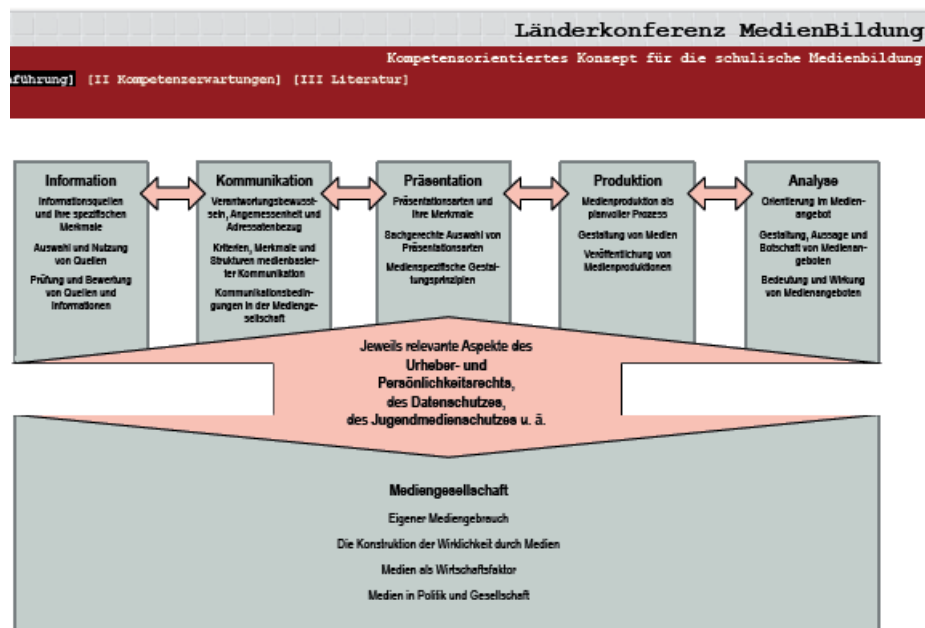 Länderkonferenz MedienBildung
Kompetenzorientiertes Konzept für die schulische Medienbildung
führung] [II Kompetenzerwartungen] [III Literatur]
Information
Informationsquellen
und ihre spezifischen
Merkmale
Auswahl und Nutzung
von Quellen
Prüfung und Bewertung
von Quellen und
Informationen
Kommunikation
Verantwortungsbewusst-
sein, Angemessenheit und
Adressatenbezug
Kriterien, Merkmale und
Strukturen medienbasier-
ter Kommunikation
Kommunikationsbedin-
gungen in der Medienge-
sellschaft
Präsentation
Präsentationsarten und
ihre Merkmale
Sachgerechte Auswahl von
Präsentationsarten
Medienspezifische Gestal-
tungsprinzipien
Produktion
Medienproduktion als
planvoller Prozess
Gestaltung von Medien
Veröffentlichung von
Medienproduktionen
Analyse
Orientierung im Medien-
angebot
Gestaltung, Aussage und
Botschaft von Medienan-
geboten
Bedeutung und Wirkung
von Medienangeboten
Jeweils relevante Aspekte des
Urheber- und
Persönlichkeitsrechts,
des Datenschutzes,
des Jugendmedienschutzes u. ä.
Mediengesellschaft
Eigener Mediengebrauch
Die Konstruktion der Wirklichkeit durch Medien
Medien als Wirtschaftsfaktor
Medien in Politik und Gesellschaft